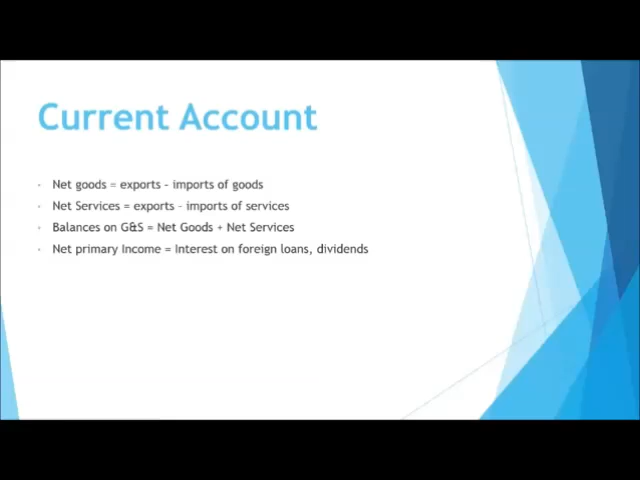 Current Account
Net goods = exports – imports of goods
Net Services = exports – imports of services
Balances on G&S = Net Goods + Net Services
Net primary Income = Interest on foreign loans, dividends